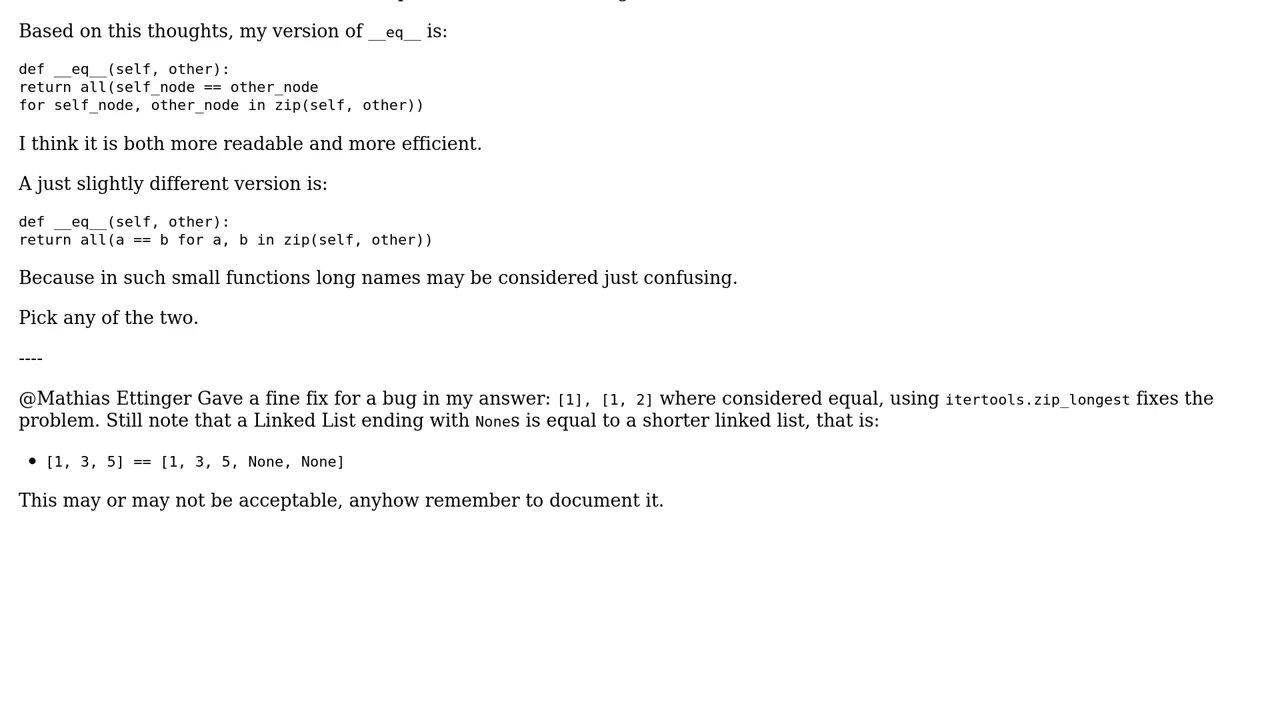 Based on this thoughts, my version of __eq__ is:
def __eq__(self, other):
return all(self_node == other_node
for self_node, other_node in zip(self, other))
I think it is both more readable and more efficient.
A just slightly different version is:
def __eq__(self, other):
return all(a == b for a, b in zip(self, other))
Because in such small functions long names may be considered just confusing.
Pick any of the two.
----
@Mathias Ettinger Gave a fine fix for a bug in my answer: [1], [1, 2] where considered equal, using itertools.zip_longest fixes the
problem. Still note that a Linked List ending with Nones is equal to a shorter linked list, that is:
• [1, 3, 5] == [1, 3, 5, None, None]
This may or may not be acceptable, anyhow remember to document it.